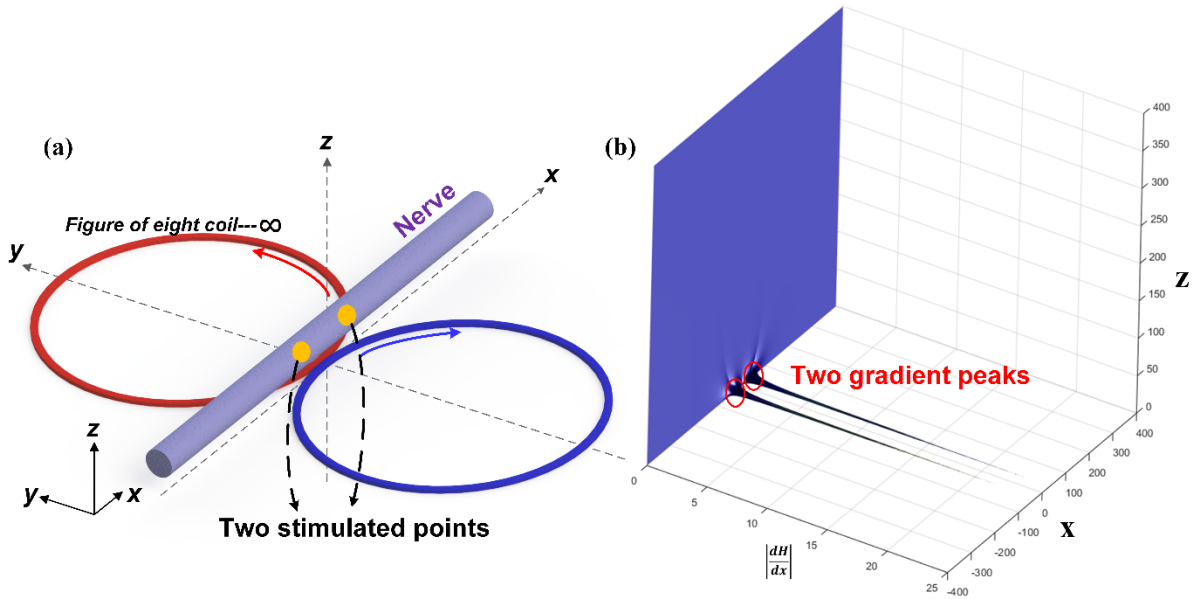 (a)
z
x
Nerve
Figure of eight coil---∞
y
Two stimulated points
z
y
x
(b)
400
350
300
250
200
150
100
50
0
z
Two gradient peaks
400
300
200
100
0
-100
-200
-300
-400
x
0
5
10
15
20
25
|dH/dx|